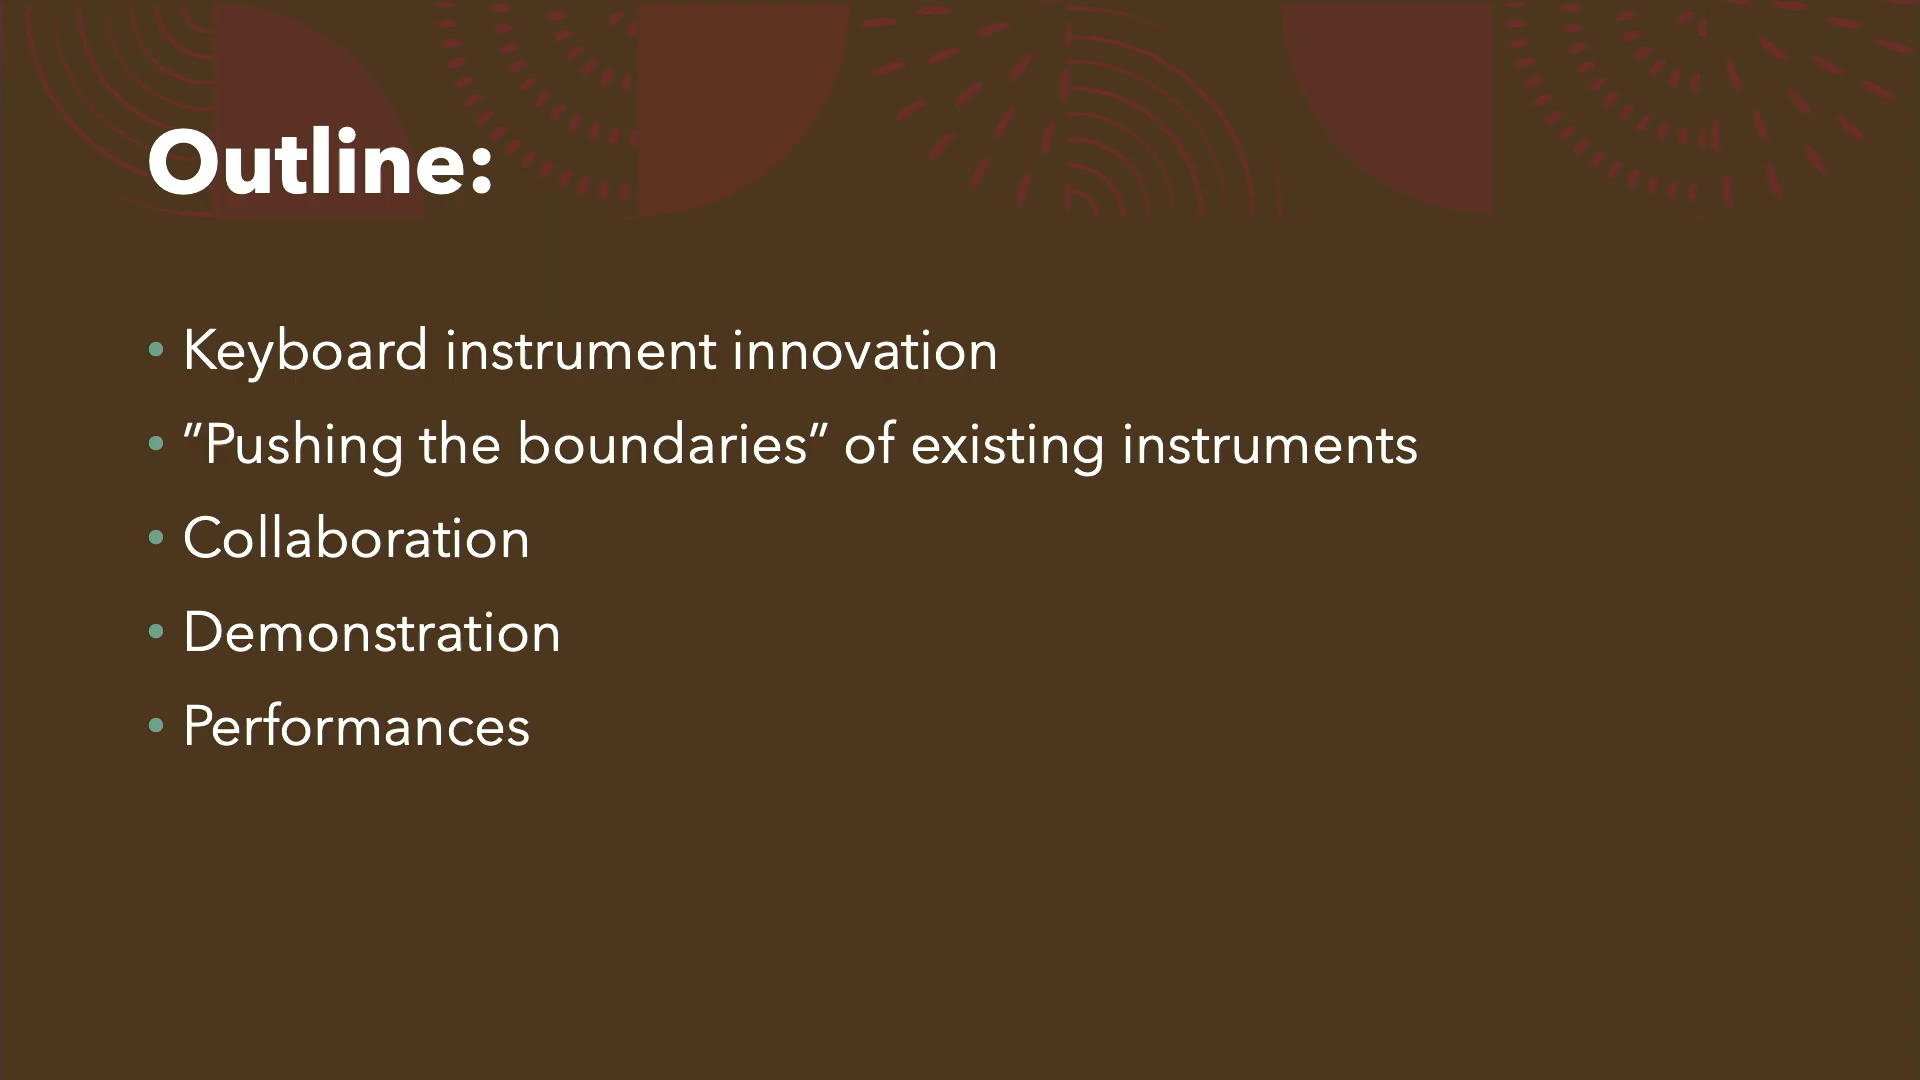 Outline:
• Keyboard instrument innovation
• ”Pushing the boundaries” of existing instruments
• Collaboration
• Demonstration
• Performances